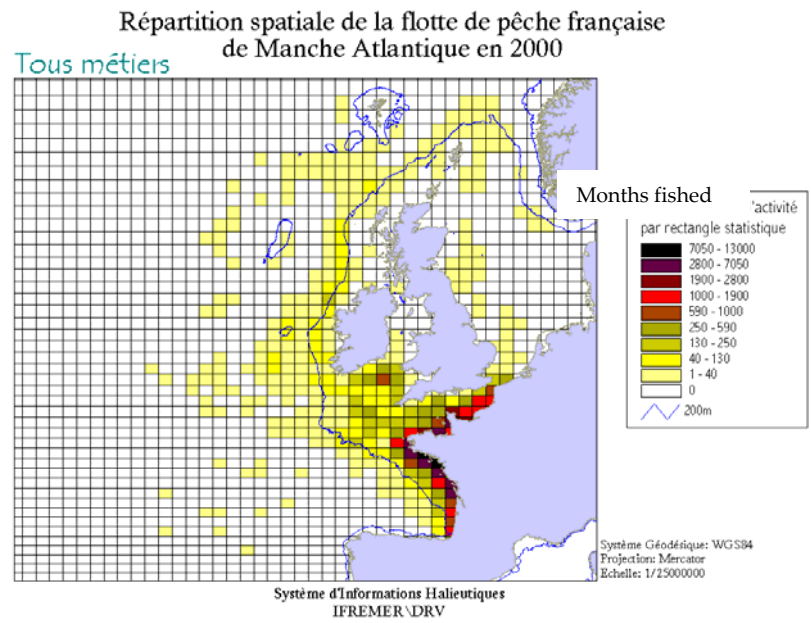 Répartition spatiale de la flotte de pêche française
de Manche Atlantique en 2000
Tous métiers
Months fished
l'activité
par rectangle statistique
7050 - 13000
2800 - 7050
1900 - 2800
1000 - 1900
590 - 1000
250 - 590
130 - 250
40 - 130
1 - 40
0
200m
Système Géodésique: WGS84
Projection: Mercator
Echelle: 1/25000000
Système d'Informations Halieutiques
IFREMER\DRV